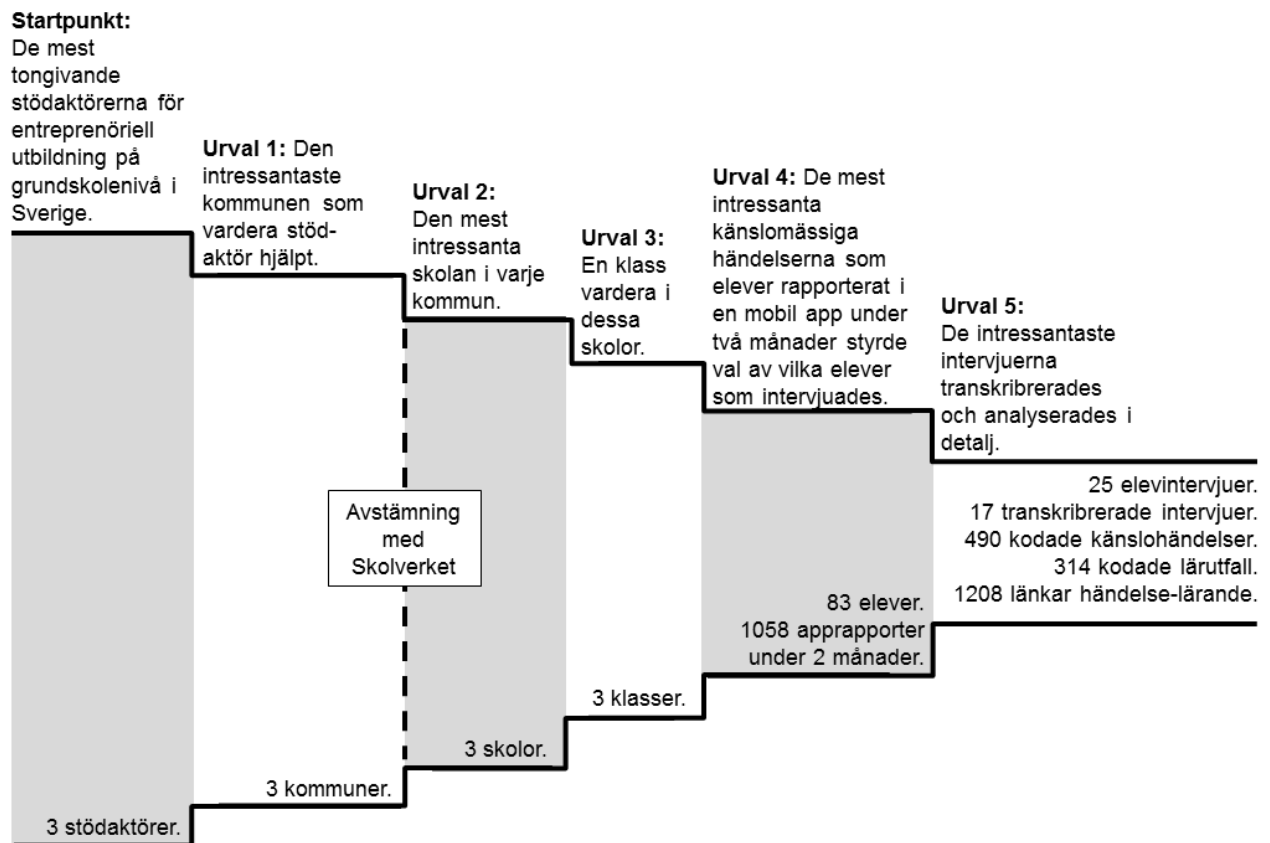 Startpunkt:
De mest
tongivande
stödaktörerna för
entreprenöriell
utbildning på
grundskolenivå i
Sverige.
Urval 1: Den
intressantaste
kommunen som
vardera stöd-
aktör hjälpt.
Urval 2:
Den mest
intressanta
skolan i varje
kommun.
Urval 3:
En klass
vardera i
dessa
skolor.
Urval 4: De mest
intressanta
känslomässiga
händelserna som
elever rapporterat i
en mobil app under
två månader styrde
val av vilka elever
som intervjuades.
Urval 5:
De intressantaste
intervjuerna
transkribrerades
och analyserades i
detalj.
Avstämning
med
Skolverket
25 elevintervjuer.
17 transkribrerade intervjuer.
490 kodade känslohändelser.
314 kodade lärutfall.
1208 länkar händelse-lärande.
83 elever.
1058 apprapporter
under 2 månader.
3 klasser.
3 skolor.
3 kommuner.
3 stödaktörer.